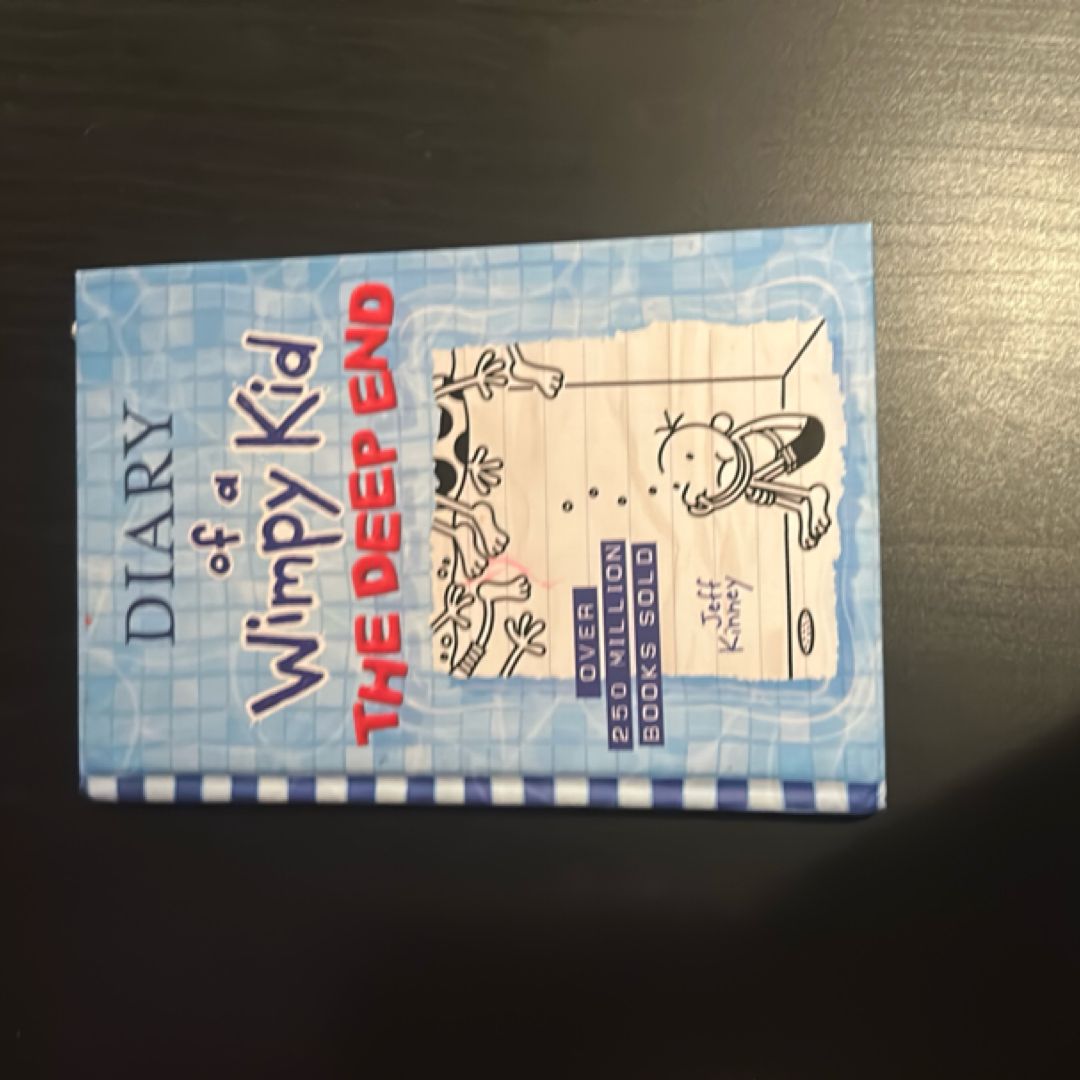 DIARY
of a
Wimpy Kid
THE DEEP END
OVER
250 MILLION
BOOKS SOLD
Jeff
Kinney